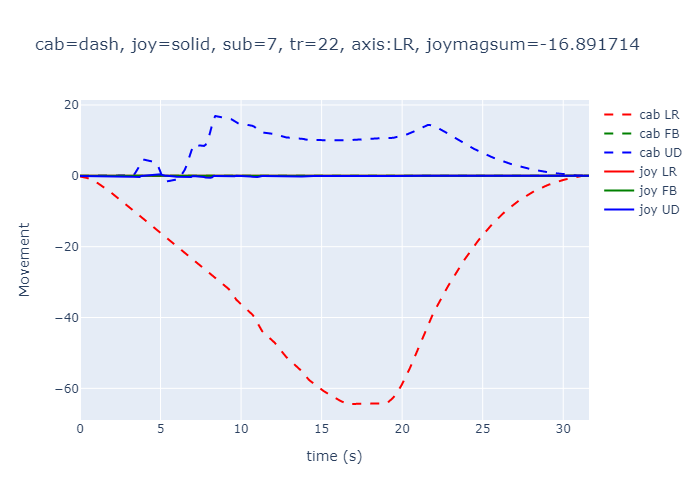 cab=dash, joy=solid, sub=7, tr=22, axis:LR, joymagsum=-16.891714
20
0
−20
−40
−60
Movement
0 5 10 15 20 25 30
time (s)
cab LR
cab FB
cab UD
joy LR
joy FB
joy UD